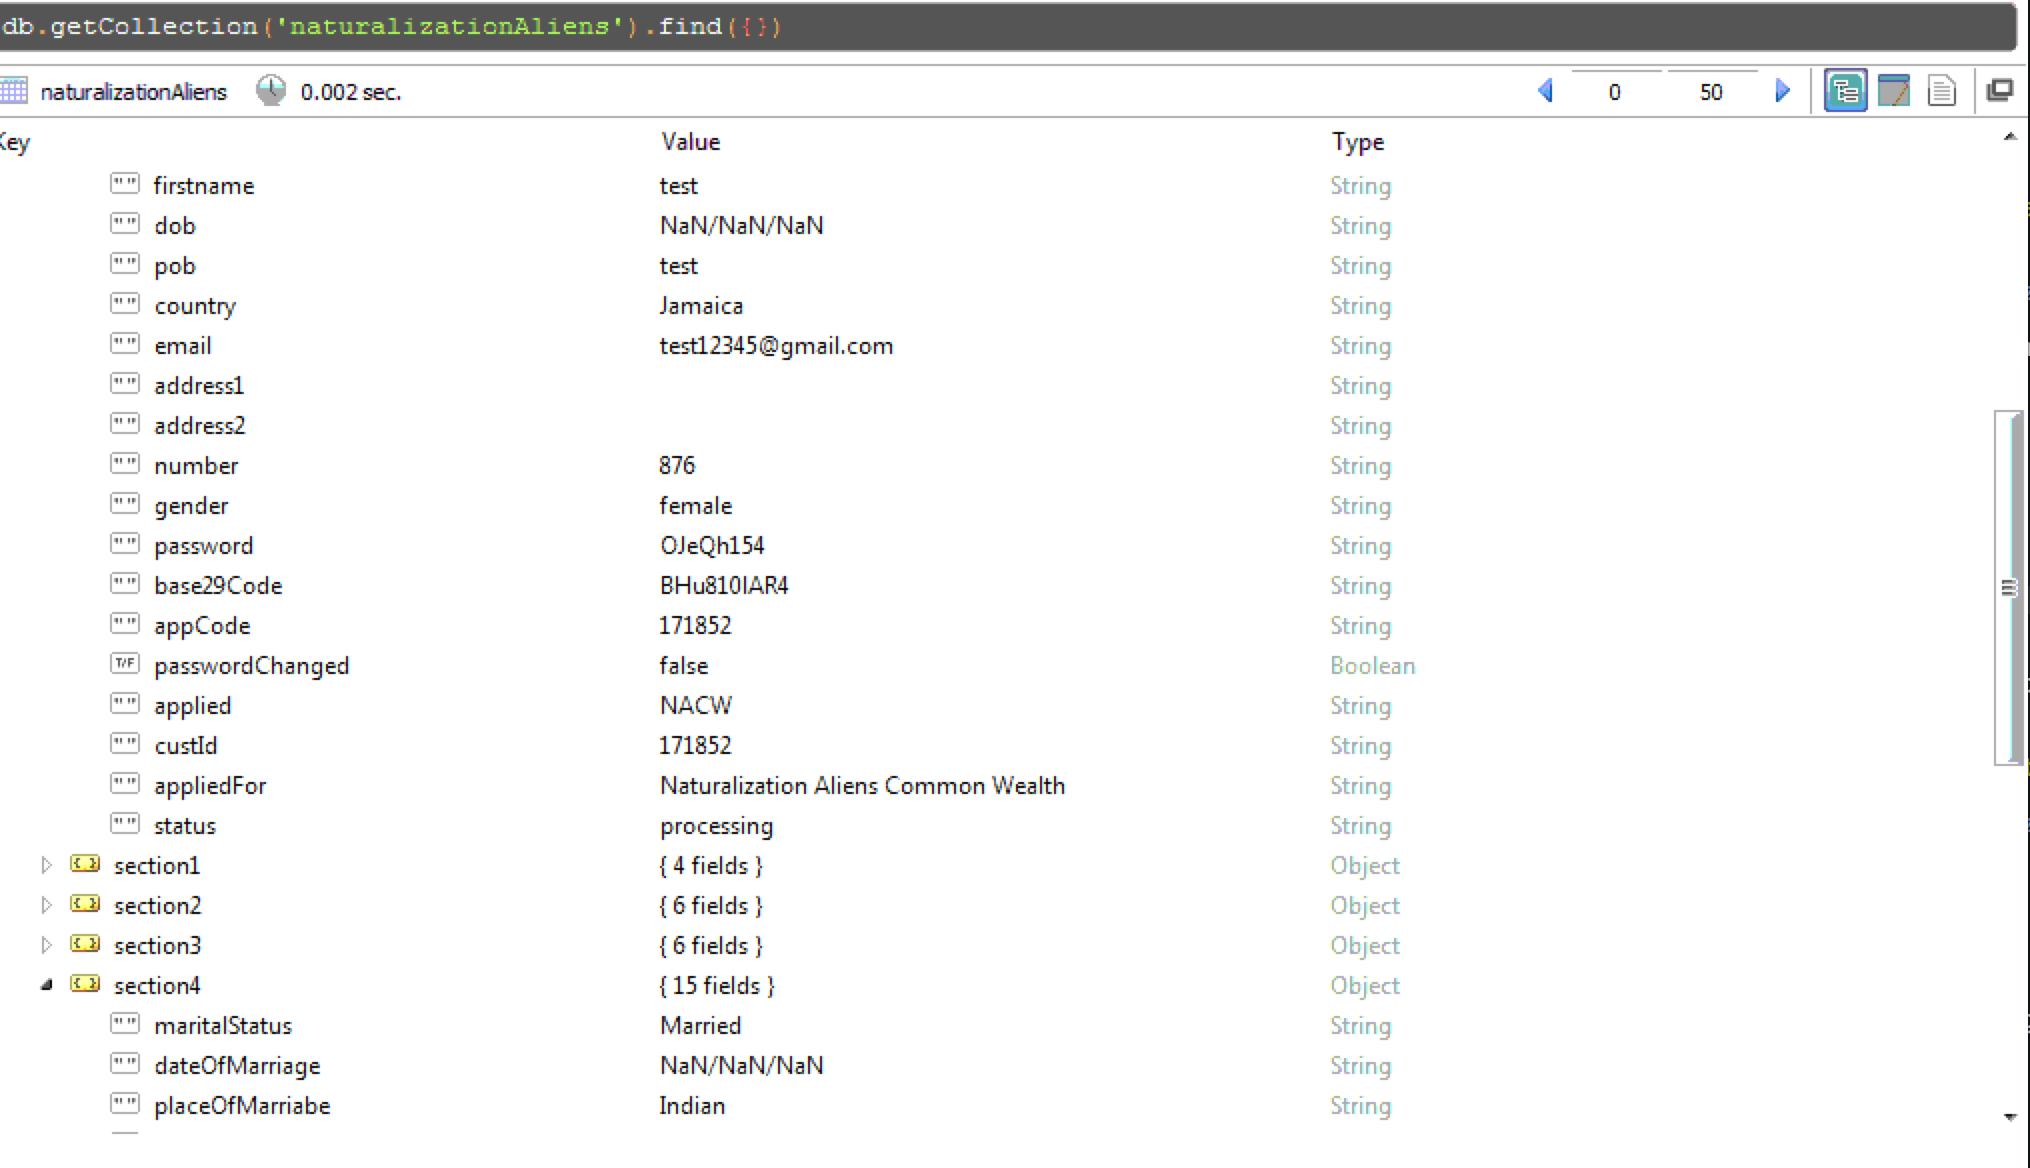 db.getCollection('naturalizationAliens').find({})
naturalizationAliens 0.002 sec. 0 50
Key Value Type
"" firstname test String
"" dob NaN/NaN/NaN String
"" pob test String
"" country Jamaica String
"" email test12345@gmail.com String
"" address1 String
"" address2 String
"" number 876 String
"" gender female String
"" password OJeQh154 String
"" base29Code BHu810IAR4 String
"" appCode 171852 String
T/F passwordChanged false Boolean
"" applied NACW String
"" custId 171852 String
"" appliedFor Naturalization Aliens Common Wealth String
"" status processing String
{ } section1 { 4 fields } Object
{ } section2 { 6 fields } Object
{ } section3 { 6 fields } Object
{ } section4 { 15 fields } Object
"" maritalStatus Married String
"" dateOfMarriage NaN/NaN/NaN String
"" placeOfMarriabe Indian String